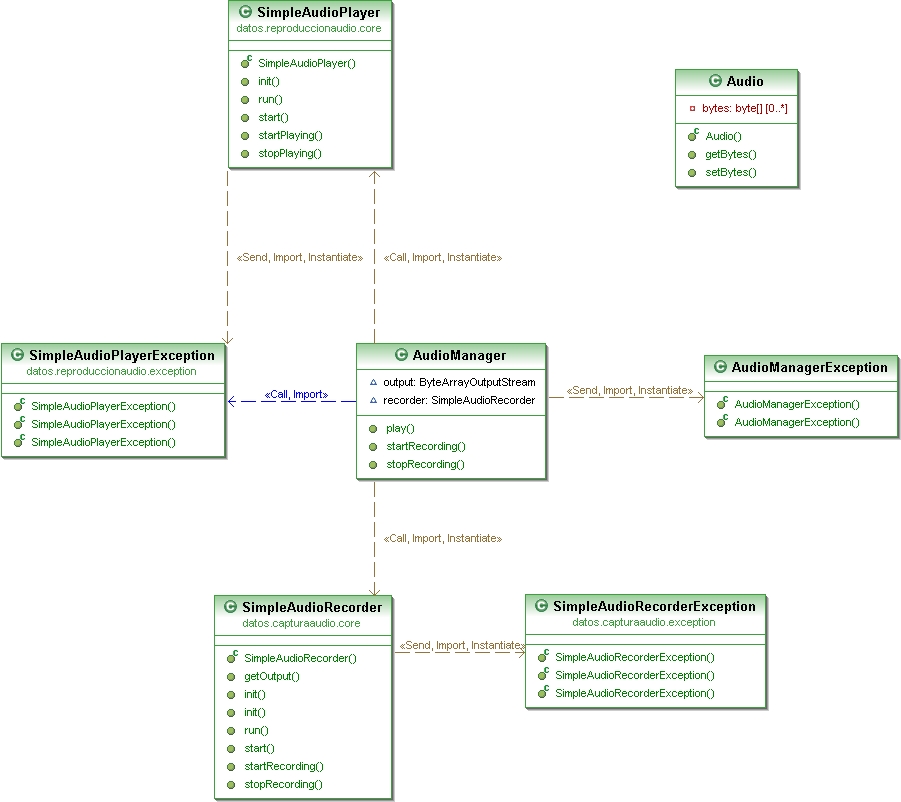 SimpleAudioPlayer
datos.reproduccionaudio.core
SimpleAudioPlayer()
init()
run()
start()
startPlaying()
stopPlaying()
Audio
bytes: byte[] [0..*]
Audio()
getBytes()
setBytes()
«Send, Import, Instantiate»
«Call, Import, Instantiate»
SimpleAudioPlayerException
datos.reproduccionaudio.exception
SimpleAudioPlayerException()
SimpleAudioPlayerException()
SimpleAudioPlayerException()
«Call, Import»
AudioManager
output: ByteArrayOutputStream
recorder: SimpleAudioRecorder
play()
startRecording()
stopRecording()
«Send, Import, Instantiate»
AudioManagerException
AudioManagerException()
AudioManagerException()
«Call, Import, Instantiate»
SimpleAudioRecorder
datos.capturaaudio.core
SimpleAudioRecorder()
getOutput()
init()
init()
run()
start()
startRecording()
stopRecording()
«Send, Import, Instantiate»
SimpleAudioRecorderException
datos.capturaaudio.exception
SimpleAudioRecorderException()
SimpleAudioRecorderException()
SimpleAudioRecorderException()